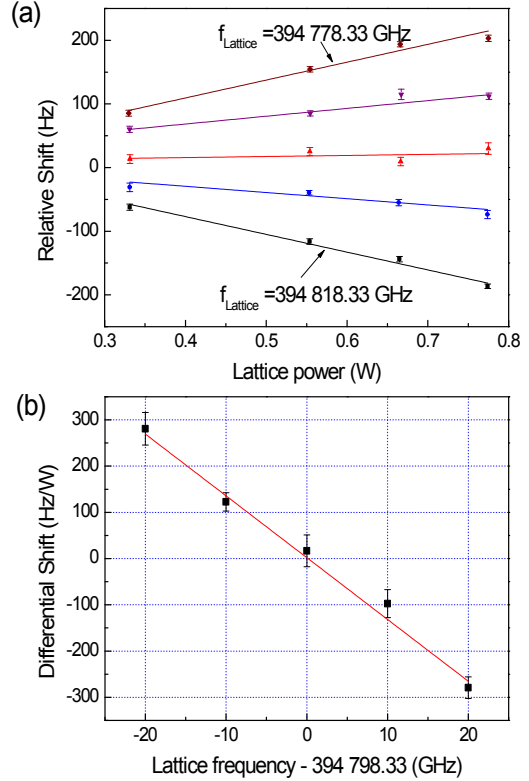 (a)
200
100
0
-100
-200
Relative Shift (Hz)
f_Lattice =394 778.33 GHz
f_Lattice =394 818.33 GHz
0.3 0.4 0.5 0.6 0.7 0.8
Lattice power (W)
(b)
300
200
100
0
-100
-200
-300
Differential Shift (Hz/W)
-20 -10 0 10 20
Lattice frequency - 394 798.33 (GHz)